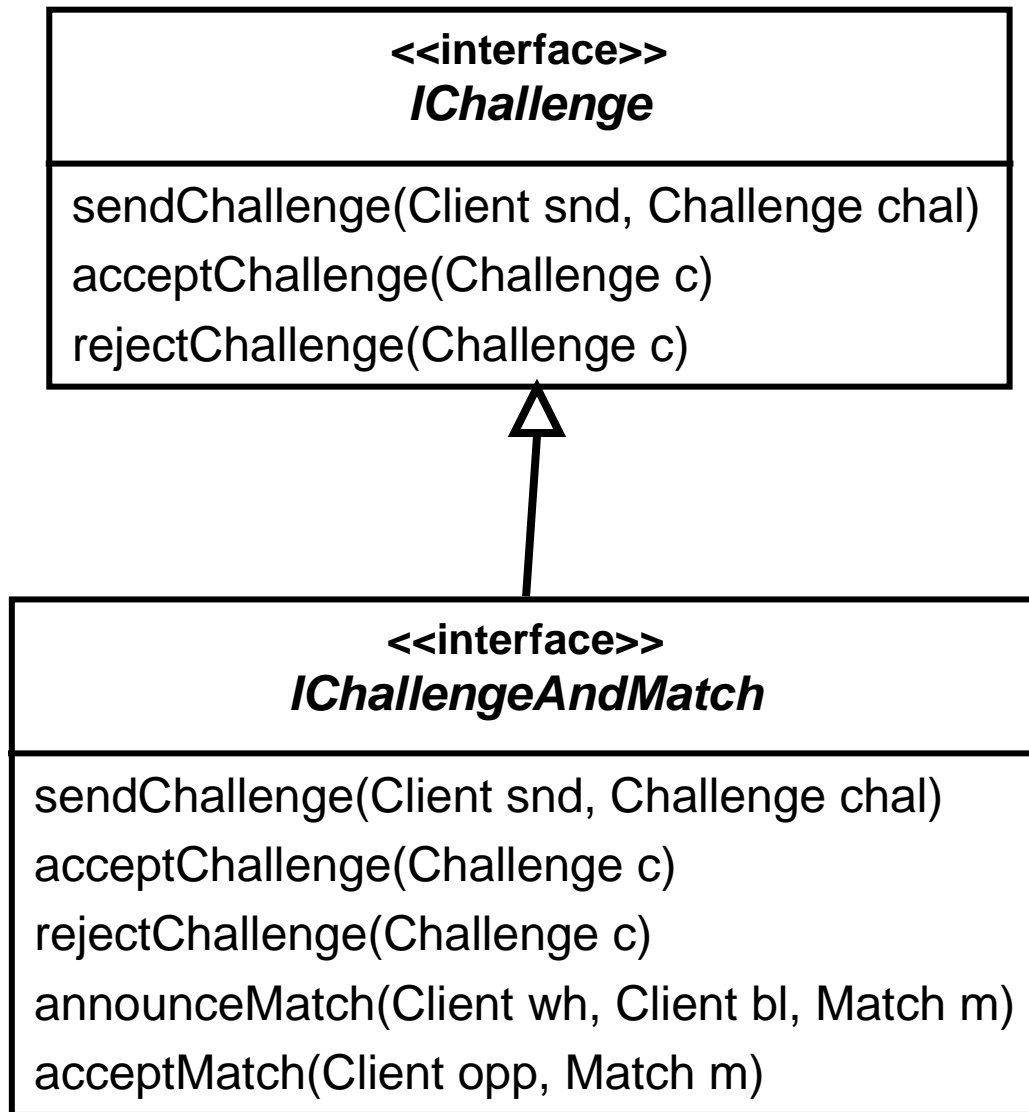 <<interface>>
IChallenge
sendChallenge(Client snd, Challenge chal)
acceptChallenge(Challenge c)
rejectChallenge(Challenge c)
<<interface>>
IChallengeAndMatch
sendChallenge(Client snd, Challenge chal)
acceptChallenge(Challenge c)
rejectChallenge(Challenge c)
announceMatch(Client wh, Client bl, Match m)
acceptMatch(Client opp, Match m)